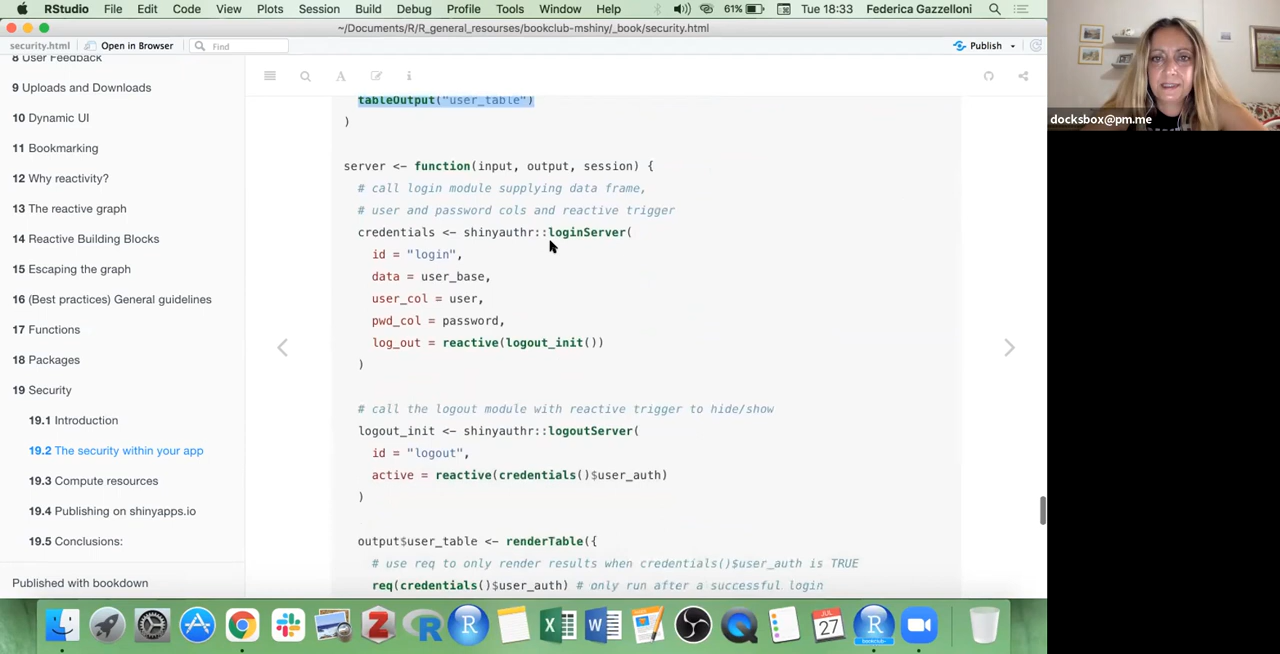 RStudio File Edit Code View Plots Session Build Debug Profile Tools Window Help 61% Tue 18:33 Federica Gazzelloni
~/Documents/R/R_general_resourses/bookclub-mshiny/_book/security.html
security.html Open in Browser Find Publish
8 User Feedback
9 Uploads and Downloads
10 Dynamic UI
11 Bookmarking
12 Why reactivity?
13 The reactive graph
14 Reactive Building Blocks
15 Escaping the graph
16 (Best practices) General guidelines
17 Functions
18 Packages
19 Security
19.1 Introduction
19.2 The security within your app
19.3 Compute resources
19.4 Publishing on shinyapps.io
19.5 Conclusions:
Published with bookdown
tableOutput("user_table")
)
server <- function(input, output, session) {
# call login module supplying data frame,
# user and password cols and reactive trigger
credentials <- shinyauthr::loginServer(
id = "login",
data = user_base,
user_col = user,
pwd_col = password,
log_out = reactive(logout_init())
)
# call the logout module with reactive trigger to hide/show
logout_init <- shinyauthr::logoutServer(
id = "logout",
active = reactive(credentials()$user_auth)
)
output$user_table <- renderTable({
# use req to only render results when credentials()$user_auth is TRUE
req(credentials()$user_auth) # only run after a successful login
docksbox@pm.me
JUL
27